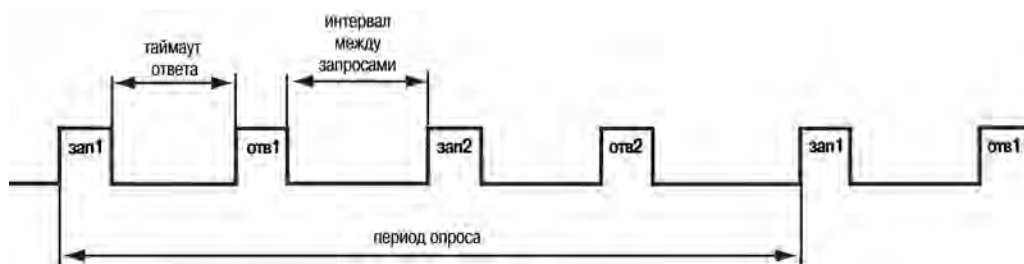 таймаут
ответа
интервал
между
запросами
зап1
отв1
зап2
отв2
зап1
отв1
период опроса